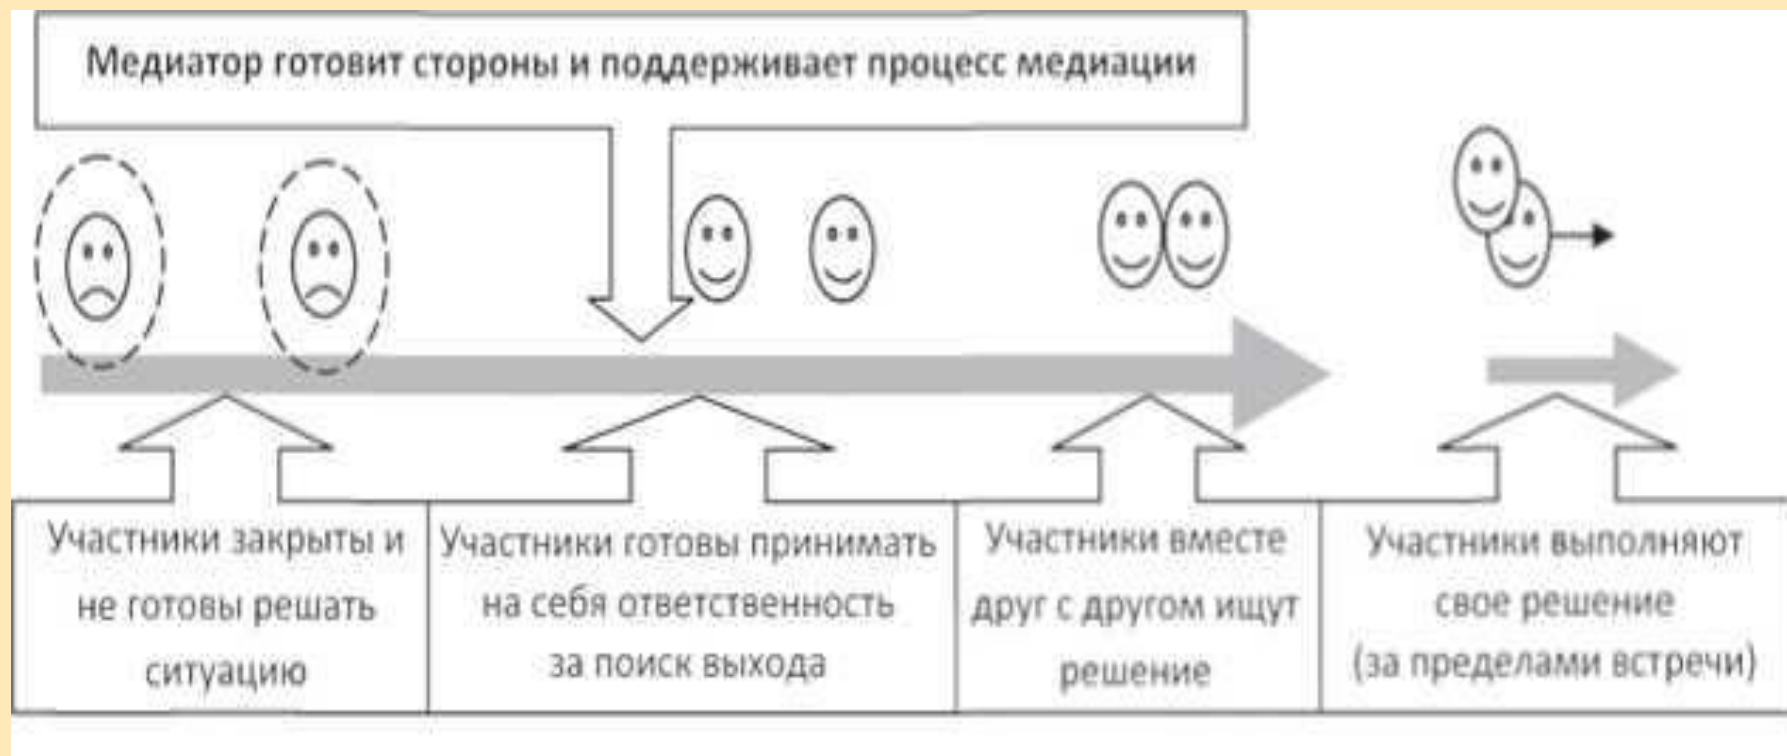 Медиатор готовит стороны и поддерживает процесс медиации
Участники закрыты и
не готовы решать
ситуацию
Участники готовы принимать
на себя ответственность
за поиск выхода
Участники вместе
друг с другом ищут
решение
Участники выполняют
свое решение
(за пределами встречи)